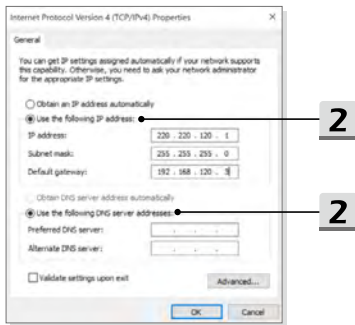 Internet Protocol Version 4 (TCP/IPv4) Properties
General
You can get IP settings assigned automatically if your network supports
this capability. Otherwise, you need to ask your network administrator
for the appropriate IP settings.
Obtain an IP address automatically
Use the following IP address:
2
IP address: 220 . 220 . 120 . 1
Subnet mask: 255 . 255 . 255 . 0
Default gateway: 192 . 168 . 120 . 3
Obtain DNS server address automatically
Use the following DNS server addresses:
2
Preferred DNS server: . . .
Alternate DNS server: . . .
Validate settings upon exit
Advanced...
OK Cancel